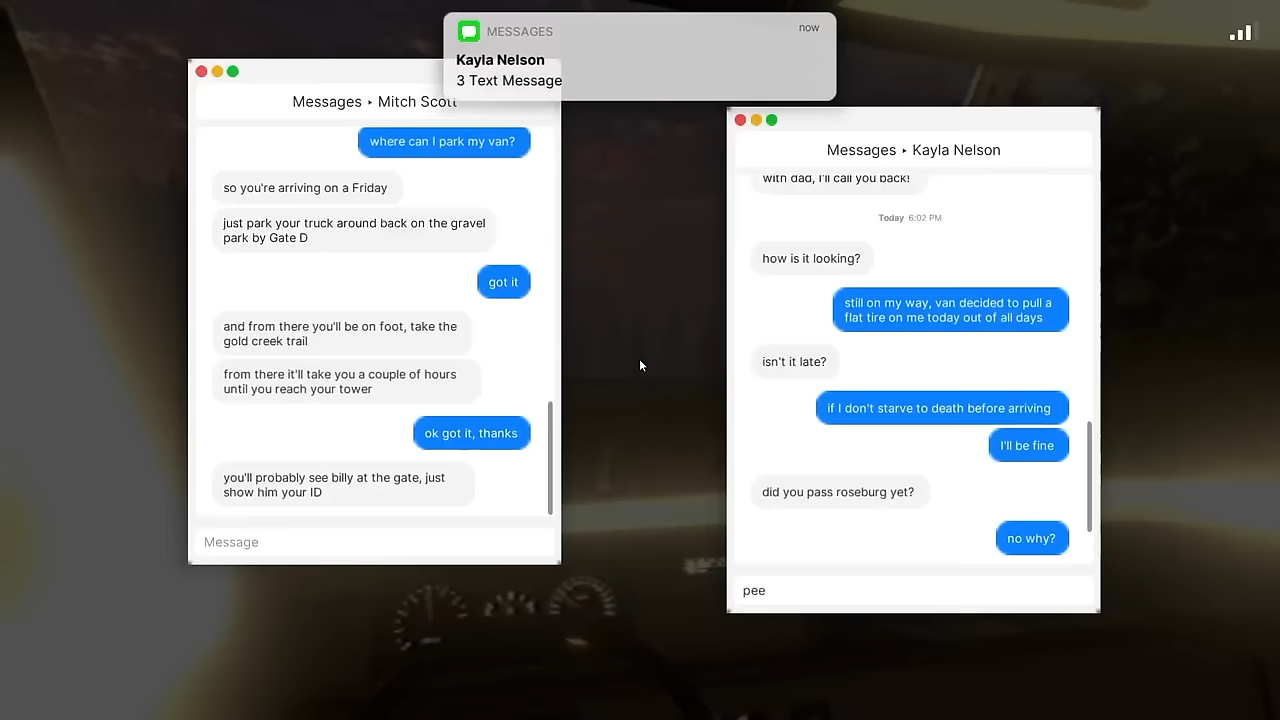 MESSAGES
now
Kayla Nelson
3 Text Message
Messages ▸ Mitch Scott
where can I park my van?
so you're arriving on a Friday
just park your truck around back on the gravel
park by Gate D
got it
and from there you'll be on foot, take the
gold creek trail
from there it'll take you a couple of hours
until you reach your tower
ok got it, thanks
you'll probably see billy at the gate, just
show him your ID
Message
Messages ▸ Kayla Nelson
with dad, I'll call you back!
Today 6:02 PM
how is it looking?
still on my way, van decided to pull a
flat tire on me today out of all days
isn't it late?
if I don't starve to death before arriving
I'll be fine
did you pass roseburg yet?
no why?
pee